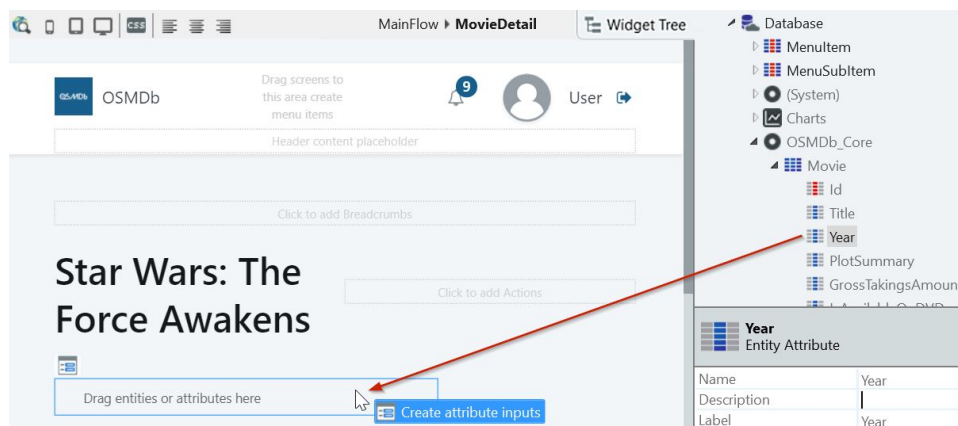 CSS
MainFlow MovieDetail
Widget Tree
OSMDb
OSMDb
Drag screens to
this area create
menu items
9
User
Header content placeholder
Click to add Breadcrumbs
Star Wars: The
Force Awakens
Click to add Actions
Drag entities or attributes here
Create attribute inputs
Database
MenuItem
MenuSubItem
(System)
Charts
OSMDb_Core
Movie
Id
Title
Year
PlotSummary
GrossTakingsAmoun
Year
Entity Attribute
Name Year
Description
Label Year